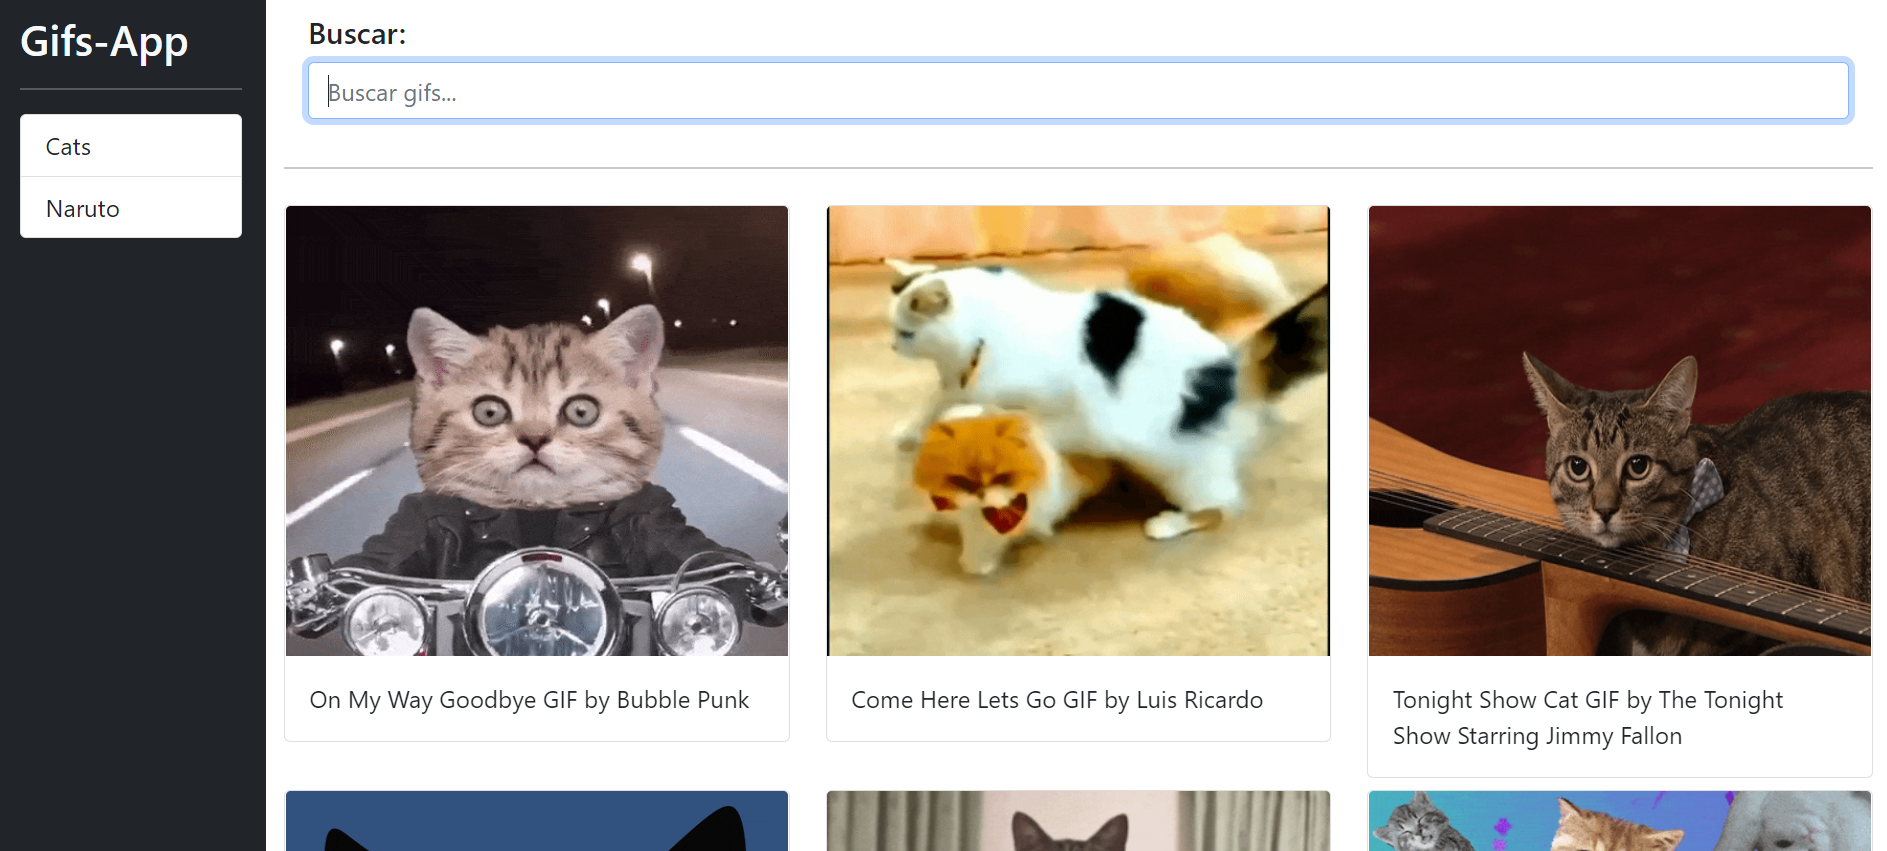 Gifs-App
Cats
Naruto
Buscar:
Buscar gifs...
On My Way Goodbye GIF by Bubble Punk
Come Here Lets Go GIF by Luis Ricardo
Tonight Show Cat GIF by The Tonight
Show Starring Jimmy Fallon